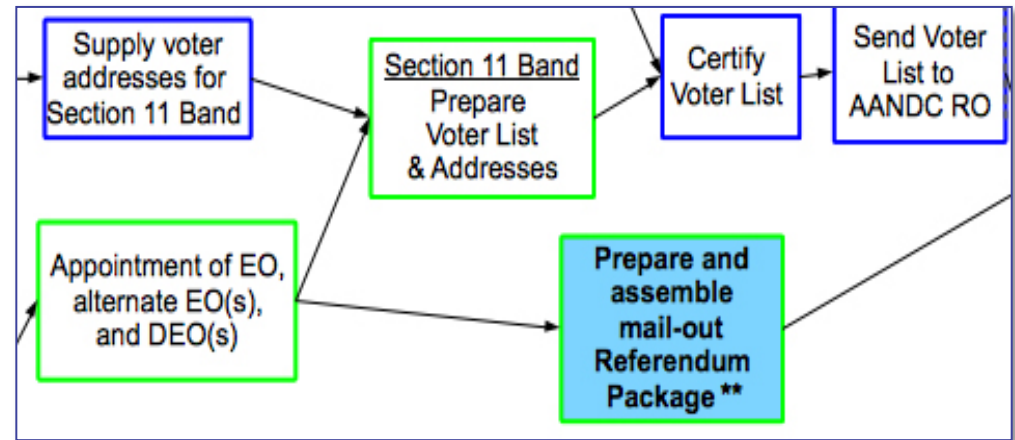 Supply voter
addresses for
Section 11 Band
Section 11 Band
Prepare
Voter List
& Addresses
Certify
Voter List
Send Voter
List to
AANDC RO
Appointment of EO,
alternate EO(s),
and DEO(s)
Prepare and
assemble
mail-out
Referendum
Package **